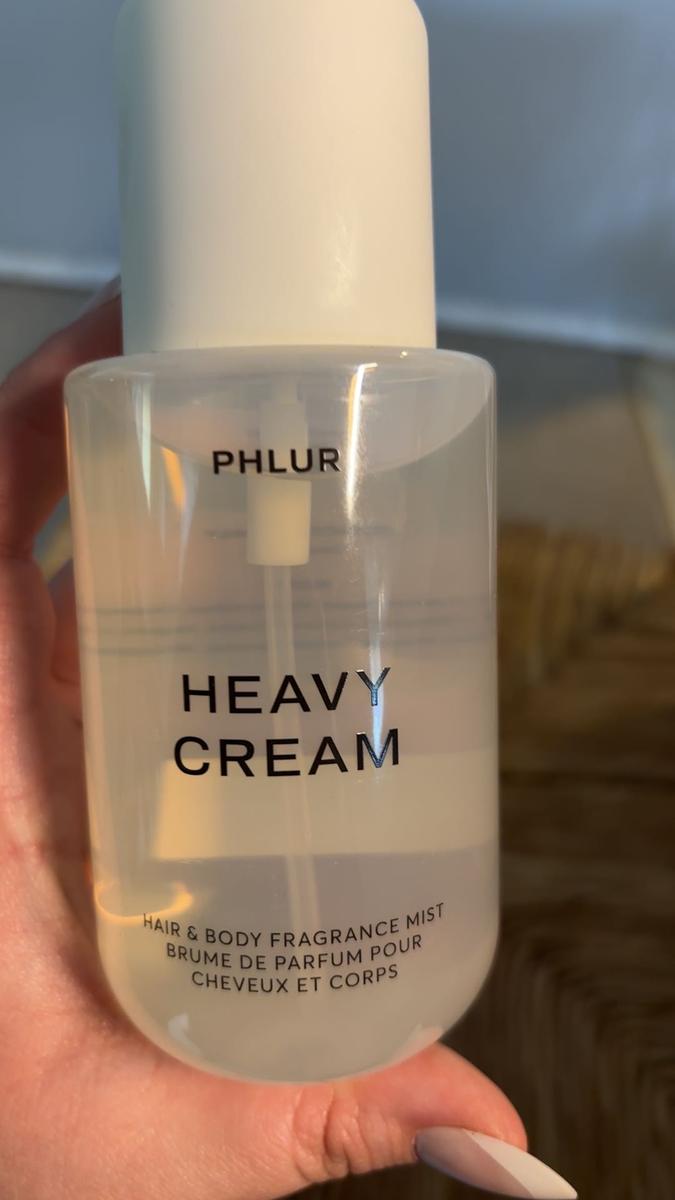 PHLUR
HEAVY
CREAM
HAIR & BODY FRAGRANCE MIST
BRUME DE PARFUM POUR
CHEVEUX ET CORPS